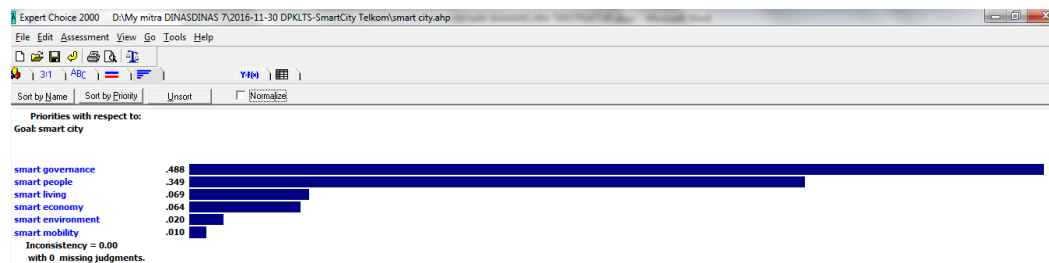 Expert Choice 2000 D:\My mitra DINASDINAS 7\2016-11-30 DPKLTS-SmartCity Telkom\smart city.ahp
File Edit Assessment View Go Tools Help
3:1 ABC Y=f(x)
Sort by Name Sort by Priority Unsort Normalize
Priorities with respect to:
Goal: smart city
smart governance .488
smart people .349
smart living .069
smart economy .064
smart environment .020
smart mobility .010
Inconsistency = 0.00
with 0 missing judgments.